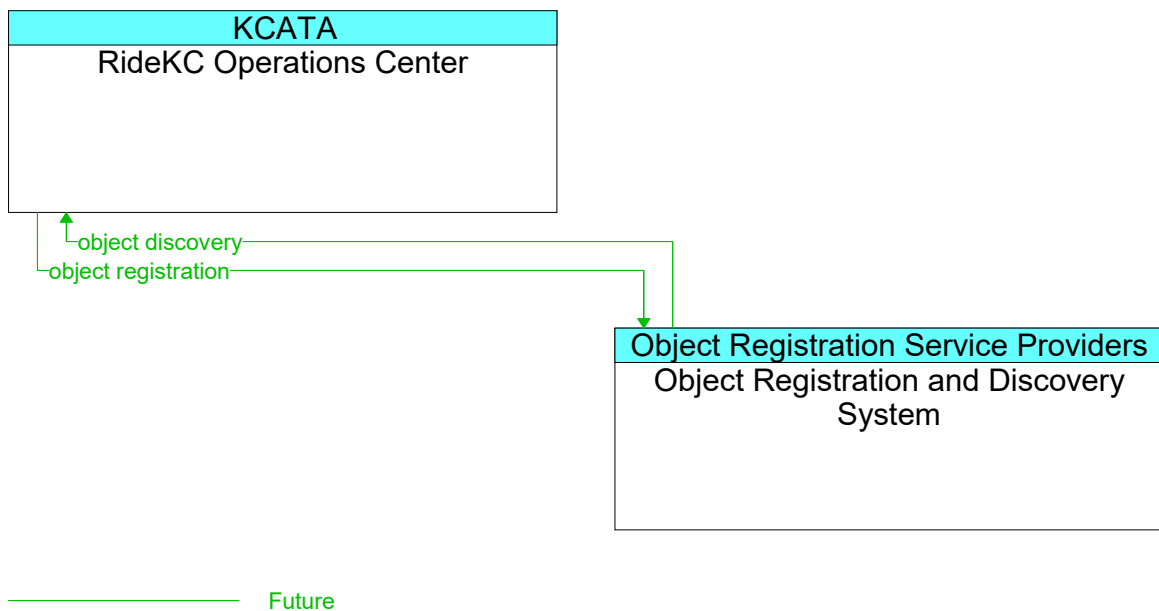 KCATA
RideKC Operations Center
object discovery
object registration
Object Registration Service Providers
Object Registration and Discovery
System
Future